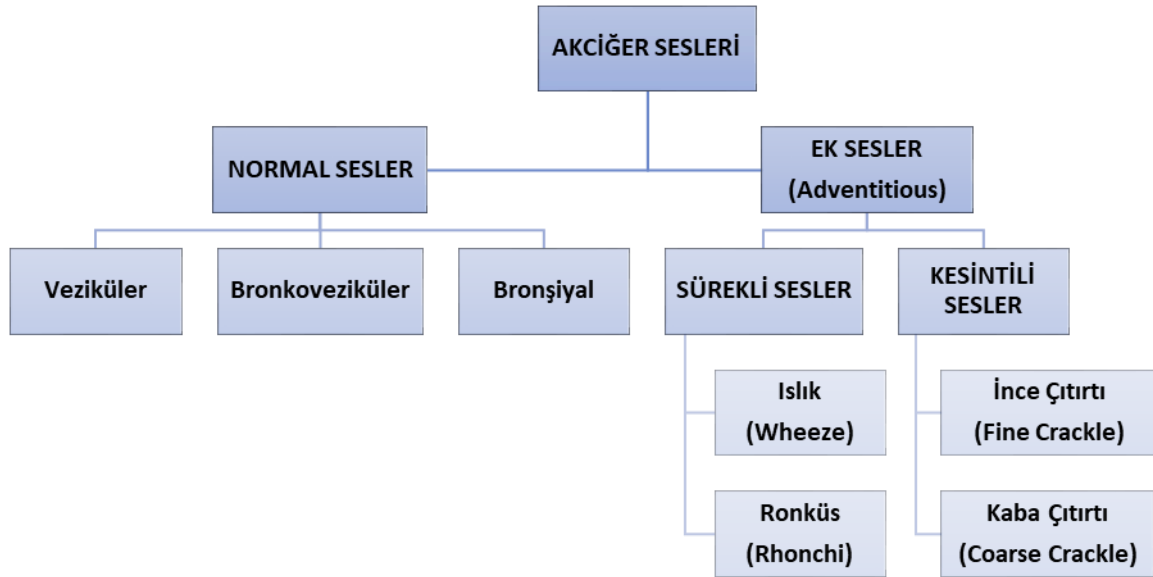 AKCİĞER SESLERİ
NORMAL SESLER
EK SESLER
(Adventitious)
Veziküler
Bronkoveziküler
Bronşiyal
SÜREKLİ SESLER
KESİNTİLİ
SESLER
Islık
(Wheeze)
İnce Çıtırtı
(Fine Crackle)
Ronküs
(Rhonchi)
Kaba Çıtırtı
(Coarse Crackle)